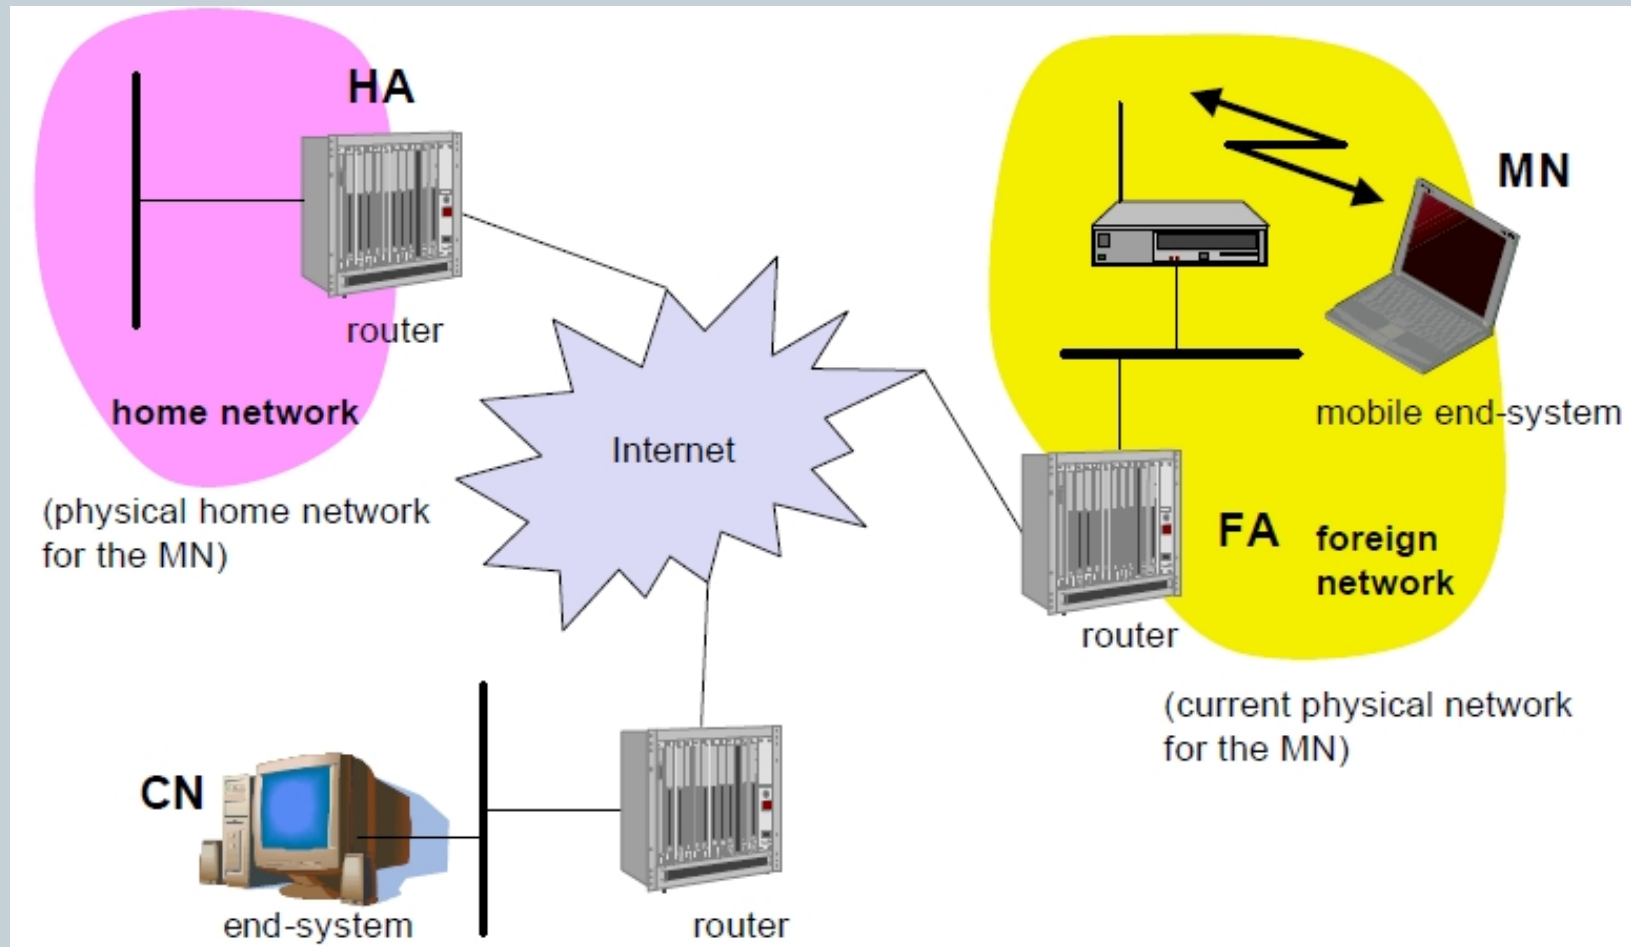 HA
router
home network
(physical home network
for the MN)
Internet
MN
mobile end-system
FA
foreign
network
router
(current physical network
for the MN)
CN
end-system
router